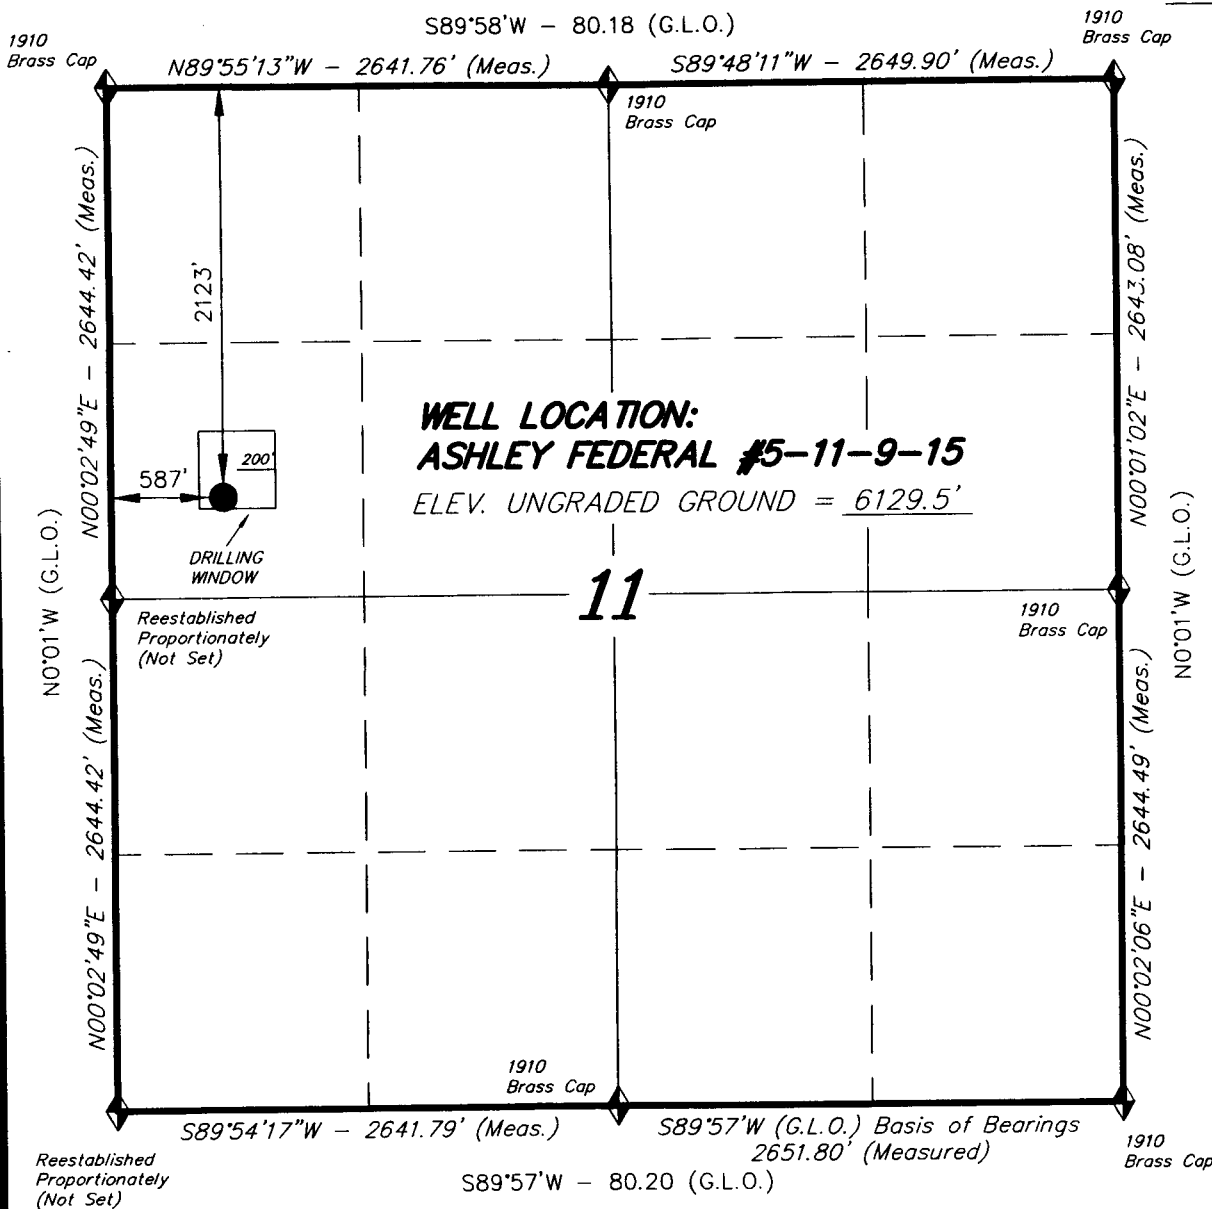 S89°58'W – 80.18 (G.L.O.)
1910
Brass Cap
1910
Brass Cap
N89°55'13"W – 2641.76' (Meas.)
S89°48'11"W – 2649.90' (Meas.)
1910
Brass Cap
N00°02'49"E – 2644.42' (Meas.)
2123'
N00°01'02"E – 2643.08' (Meas.)
WELL LOCATION:
ASHLEY FEDERAL #5–11–9–15
ELEV. UNGRADED GROUND = 6129.5'
200'
587'
DRILLING
WINDOW
N0°01'W (G.L.O.)
N0°01'W (G.L.O.)
11
Reestablished
Proportionately
(Not Set)
1910
Brass Cap
N00°02'49"E – 2644.42' (Meas.)
N00°02'06"E – 2644.49' (Meas.)
1910
Brass Cap
S89°54'17"W – 2641.79' (Meas.)
S89°57'W (G.L.O.) Basis of Bearings
2651.80' (Measured)
1910
Brass Cap
Reestablished
Proportionately
(Not Set)
S89°57'W – 80.20 (G.L.O.)